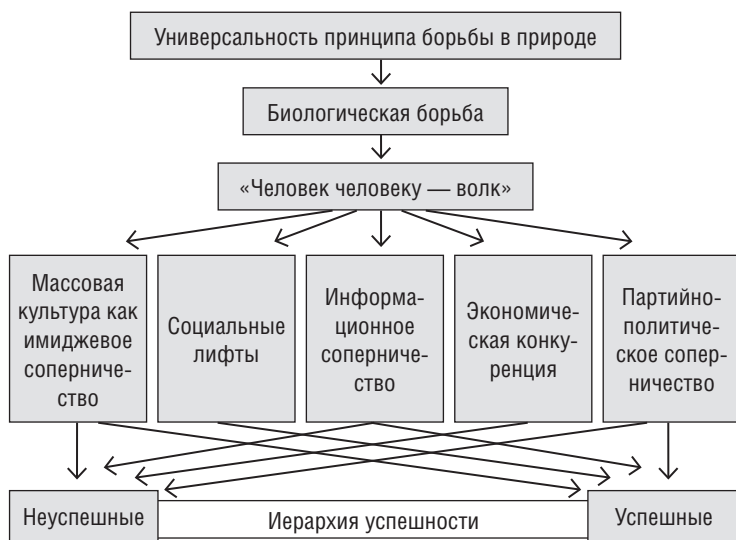 Универсальность принципа борьбы в природе
Биологическая борьба
«Человек человеку — волк»
Массовая
культура как
имиджевое
соперниче-
ство
Социальные
лифты
Информа-
ционное
соперниче-
ство
Экономиче-
ская конку-
ренция
Партийно-
политиче-
ское сопер-
ничество
Неуспешные
Иерархия успешности
Успешные